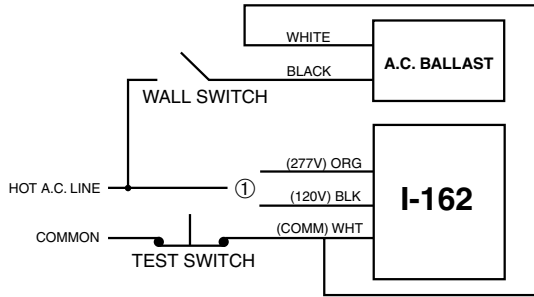 WHITE
A.C. BALLAST
BLACK
WALL SWITCH
(277V) ORG
HOT A.C. LINE
①
(120V) BLK
I-162
COMMON
(COMM) WHT
TEST SWITCH